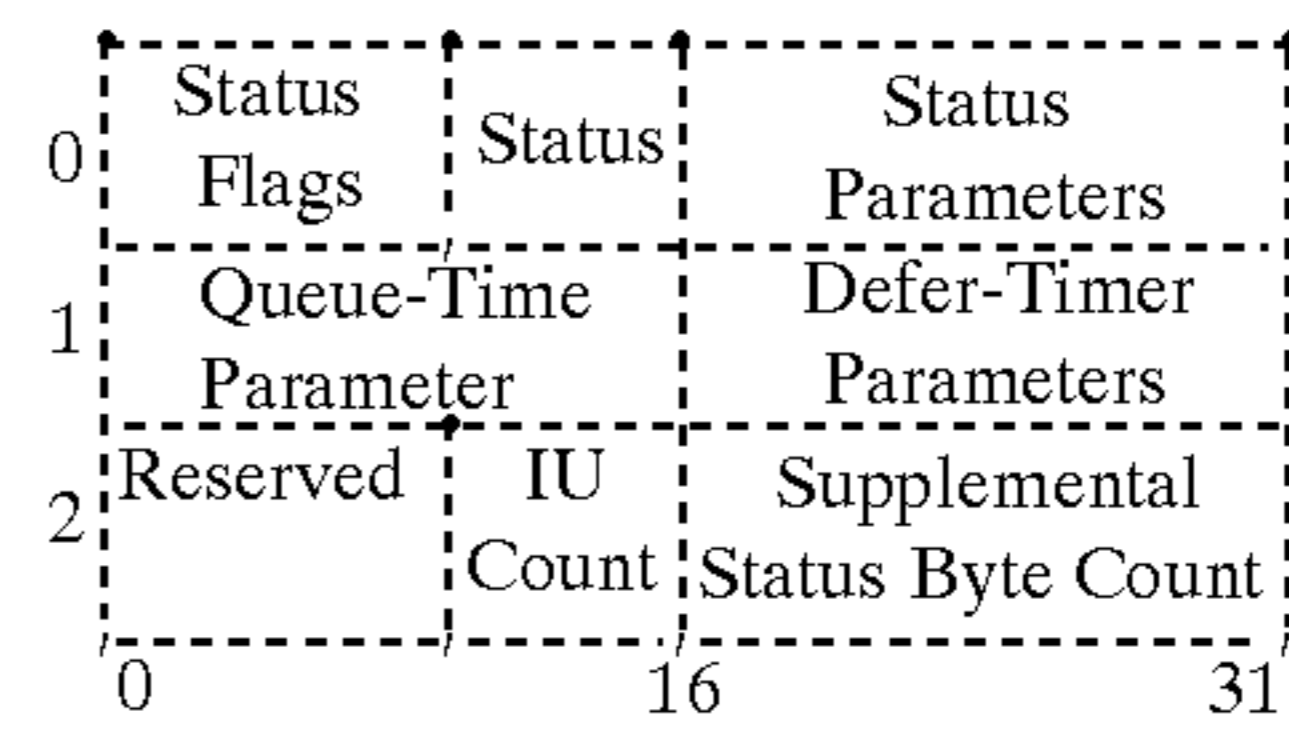 Status
Flags
Status
Status
Parameters
0
Queue-Time
Parameter
Defer-Timer
Parameters
1
Reserved
IU
Count
Supplemental
Status Byte Count
2
0
16
31